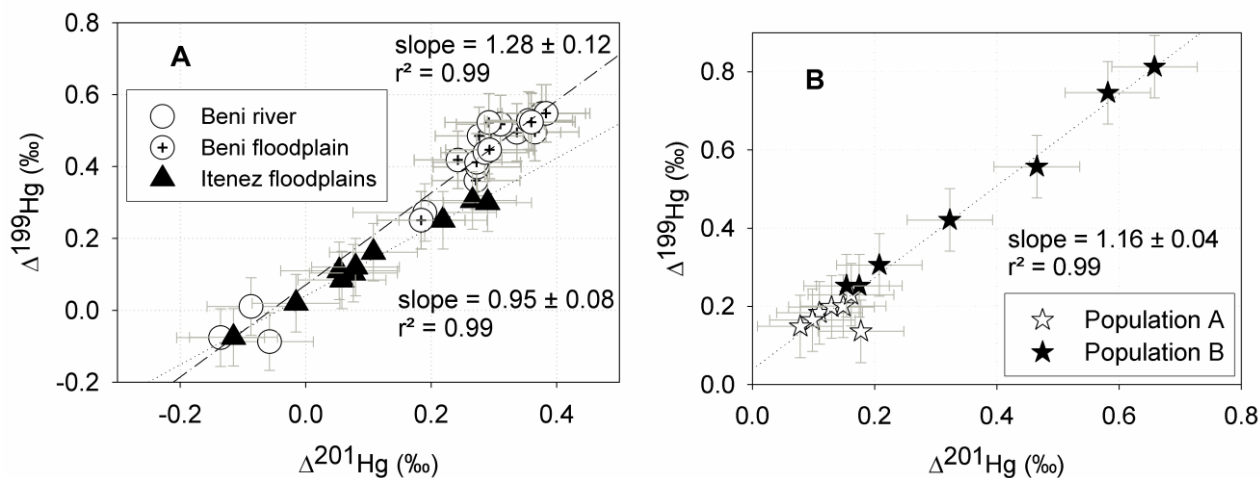 A
slope = 1.28 ± 0.12
r² = 0.99
Beni river
Beni floodplain
Itenez floodplains
slope = 0.95 ± 0.08
r² = 0.99
0.8
0.6
0.4
0.2
0.0
-0.2
-0.2
0.0
0.2
0.4
Δ199Hg (‰)
Δ201Hg (‰)
B
slope = 1.16 ± 0.04
r² = 0.99
Population A
Population B
0.8
0.6
0.4
0.2
0.0
0.0
0.2
0.4
0.6
0.8
Δ199Hg (‰)
Δ201Hg (‰)